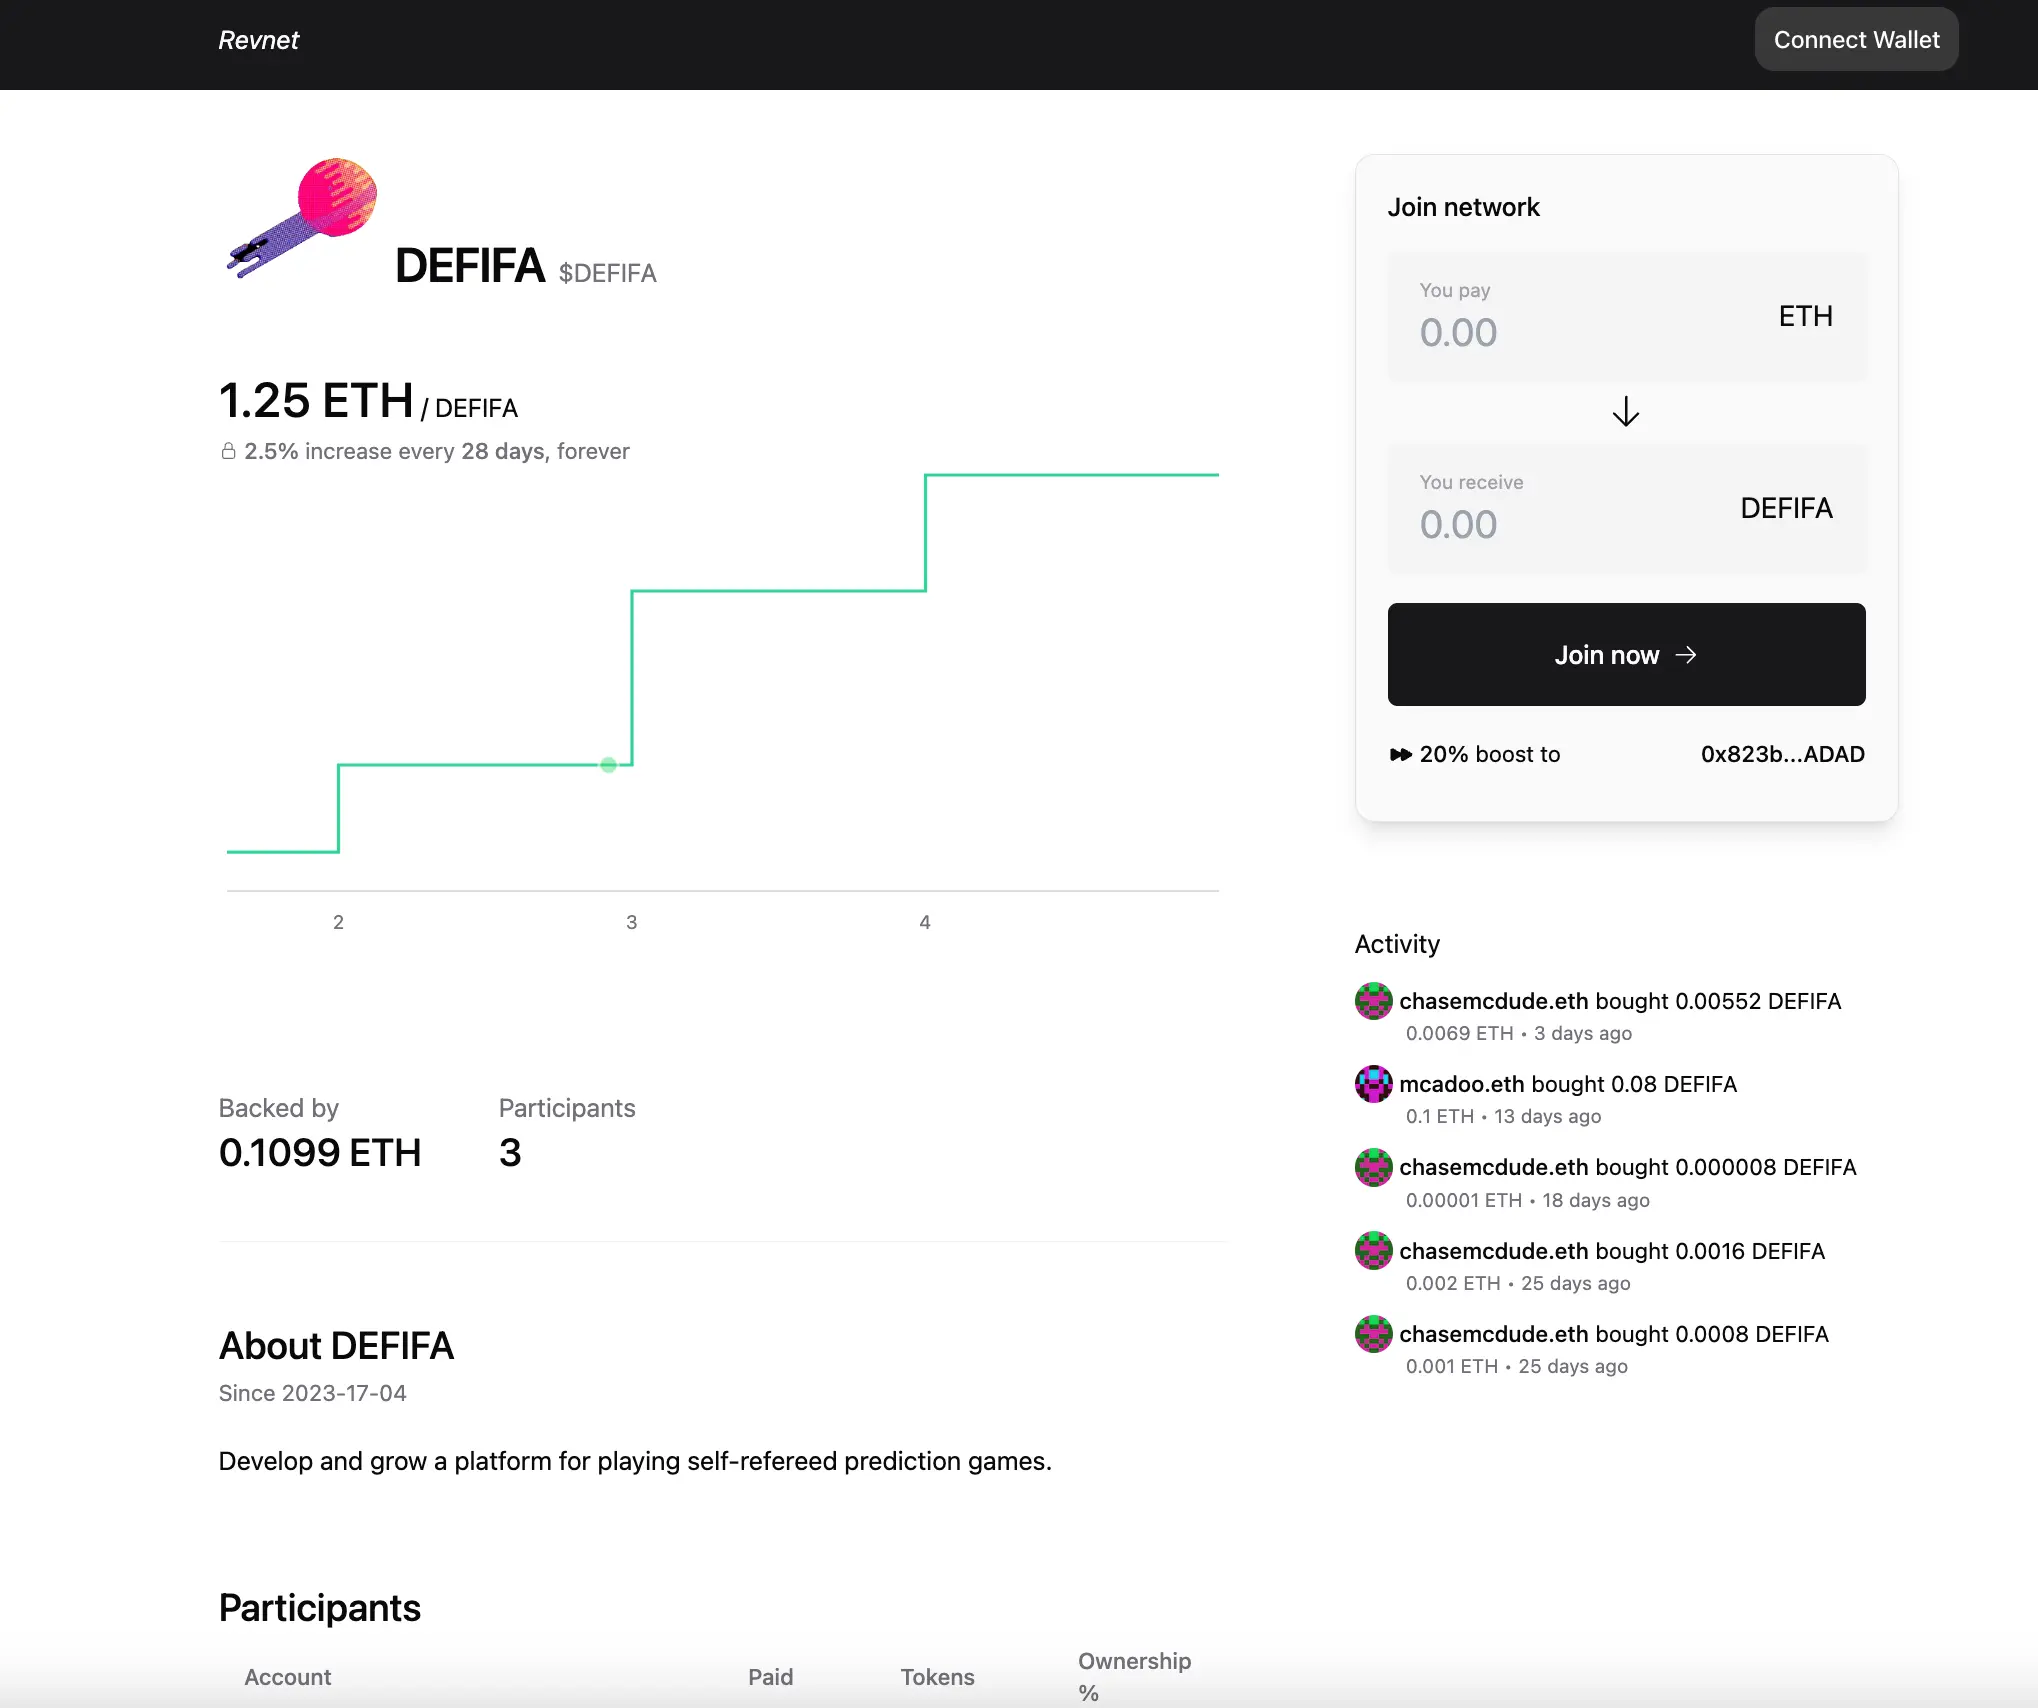 Revnet
Connect Wallet
DEFIFA $DEFIFA
1.25 ETH / DEFIFA
2.5% increase every 28 days, forever
2 3 4
Backed by
0.1099 ETH
Participants
3
About DEFIFA
Since 2023-17-04
Develop and grow a platform for playing self-refereed prediction games.
Participants
Account Paid Tokens Ownership
%
Join network
You pay
0.00 ETH
You receive
0.00 DEFIFA
Join now
20% boost to 0x823b...ADAD
Activity
chasemcdude.eth bought 0.00552 DEFIFA
0.0069 ETH • 3 days ago
mcadoo.eth bought 0.08 DEFIFA
0.1 ETH • 13 days ago
chasemcdude.eth bought 0.000008 DEFIFA
0.00001 ETH • 18 days ago
chasemcdude.eth bought 0.0016 DEFIFA
0.002 ETH • 25 days ago
chasemcdude.eth bought 0.0008 DEFIFA
0.001 ETH • 25 days ago